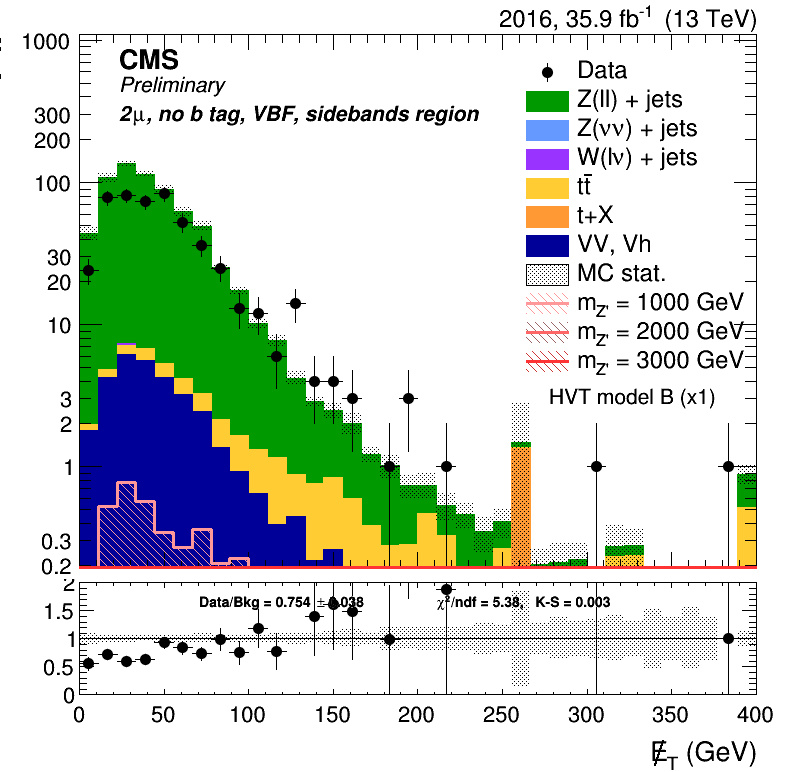 2016, 35.9 fb⁻¹ (13 TeV)
CMS
Preliminary
2μ, no b tag, VBF, sidebands region
Data
Z(ll) + jets
Z(νν) + jets
W(lν) + jets
tt̄
t+X
VV, Vh
MC stat.
m_Z' = 1000 GeV
m_Z' = 2000 GeV
m_Z' = 3000 GeV
HVT model B (x1)
1000
300
200
100
30
20
10
3
2
1
0.3
0.2
Data/Bkg = 0.754 ± 0.038 χ²/ndf = 5.38, K-S = 0.003
2
1.5
1
0.5
0
0 50 100 150 200 250 300 350 400
E̸_T (GeV)